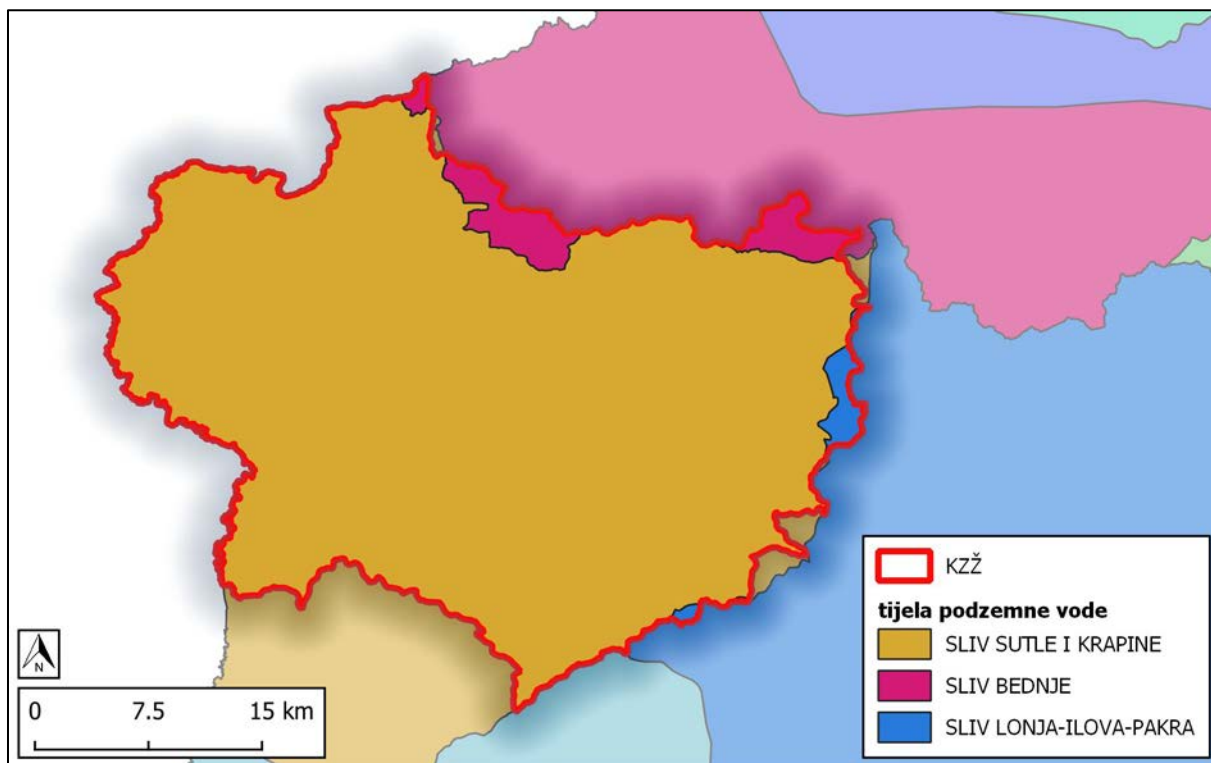 KZŽ
tijela podzemne vode
SLIV SUTLE I KRAPINE
SLIV BEDNJE
SLIV LONJA-ILOVA-PAKRA
N
0 7.5 15 km